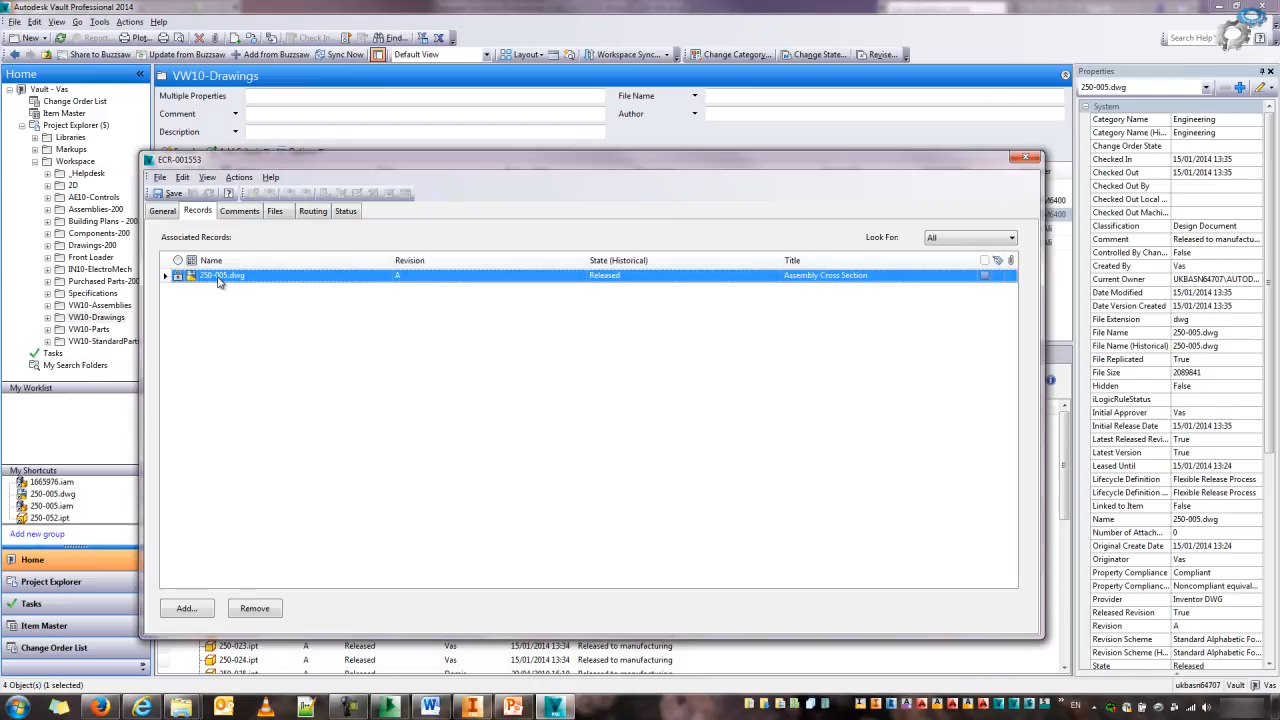 Autodesk Vault Professional 2014
File Edit View Go Tools Actions Help
New Report... Plot... Check In... Find... Search Help
Share to Buzzsaw Update from Buzzsaw Add from Buzzsaw Sync Now Default View Layout Workspace Sync... Change Category... Change State... Revise...
Home
Vault - Vas
Change Order List
Item Master
Project Explorer ($)
Libraries
Markups
Workspace
_Helpdesk
2D
AE10-Controls
Assemblies-200
Building Plans - 200
Components-200
Drawings-200
Front Loader
IN10-ElectroMech
Purchased Parts-200
Specifications
VW10-Assemblies
VW10-Drawings
VW10-Parts
VW10-StandardParts
Tasks
My Search Folders
My Worklist
My Shortcuts
1665976.iam
250-005.dwg
250-005.iam
250-052.ipt
Add new group
Home
Project Explorer
Tasks
Item Master
Change Order List
4 Object(s) (1 selected)
VW10-Drawings
Multiple Properties File Name
Comment Author
Description
ECR-001553
File Edit View Actions Help
Save
General Records Comments Files Routing Status
Associated Records: Look For: All
Name Revision State (Historical) Title
250-005.dwg A Released Assembly Cross Section
Add... Remove
250-023.ipt A Released Vas 15/01/2014 13:34 Released to manufacturing
250-024.ipt A Released Vas 15/01/2014 13:34 Released to manufacturing
Properties
250-005.dwg
System
Category Name Engineering
Category Name (Hi... Engineering
Change Order State
Checked In 15/01/2014 13:35
Checked Out 15/01/2014 13:35
Checked Out By
Checked Out Local ...
Checked Out Machi...
Class Design Document
Comment Released to manufactu...
Created By Vas
Current Owner UKBASN64707\AUTOD...
Date Modified 15/01/2014 13:35
Date Version Created 15/01/2014 13:35
File Extension dwg
File Name 250-005.dwg
File Name (Historical) 250-005.dwg
File Replicated True
File Size 2089841
Hidden False
iLogicRuleStatus
Initial Approver Vas
Initial Release Date 15/01/2014 13:35
Latest Released Revi... True
Latest Version True
Leased Until 15/01/2014 13:24
Lifecycle Definition Flexible Release Process
Lifecycle Definition ... Flexible Release Process
Linked to Item False
Name 250-005.dwg
Number of Attach... 0
Original Create Date 15/01/2014 13:24
Originator Vas
Property Compliance Compliant
Property Complianc... Noncompliant equival...
Provider Inventor DWG
Released Revision True
Revision A
Revision Scheme Standard Alphabetic Fo...
Revision Scheme (Hi... Standard Alphabetic Fo...
State Released
ukbasn64707 Vault Vas
EN